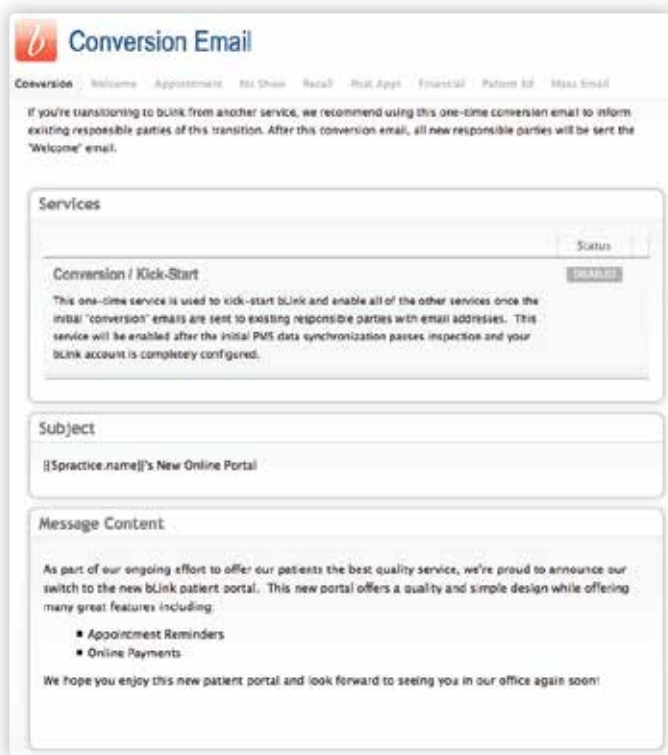 b Conversion Email
Conversion Welcome Appointment No Show Recall Post Appt Financial Patient Ed Mass Email
If you're transitioning to bLink from another service, we recommend using this one-time conversion email to inform
existing responsible parties of this transition. After this conversion email, all new responsible parties will be sent the
"Welcome" email.
Services
Status
Conversion / Kick-Start
DISABLED
This one-time service is used to kick-start bLink and enable all of the other services once the
initial "conversion" emails are sent to existing responsible parties with email addresses. This
service will be enabled after the initial PMS data synchronization passes inspection and your
bLink account is completely configured.
Subject
[[$practice.name]]'s New Online Portal
Message Content
As part of our ongoing effort to offer our patients the best quality service, we're proud to announce our
switch to the new bLink patient portal. This new portal offers a quality and simple design while offering
many great features including:
▪ Appointment Reminders
▪ Online Payments
We hope you enjoy this new patient portal and look forward to seeing you in our office again soon!